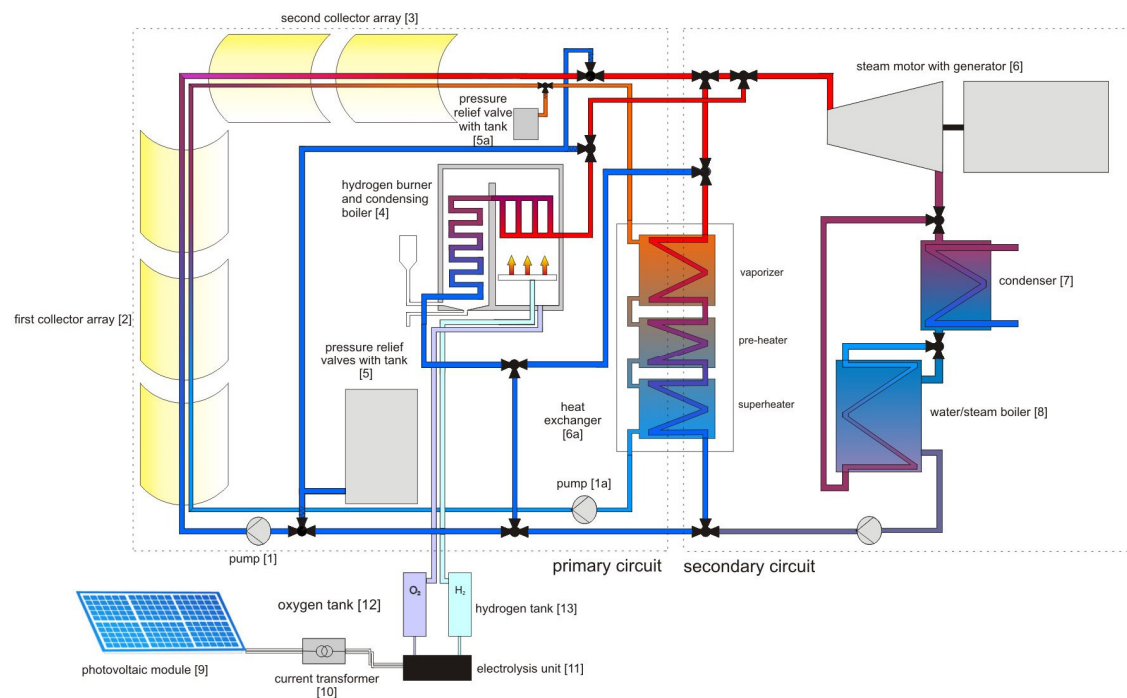 second collector array [3]
steam motor with generator [6]
pressure
relief valve
with tank
[5a]
hydrogen burner
and condensing
boiler [4]
vaporizer
condenser [7]
first collector array [2]
pre-heater
pressure relief
valves with tank
[5]
superheater
heat
exchanger
[6a]
water/steam boiler [8]
pump [1a]
pump [1]
primary circuit
secondary circuit
O₂
H₂
oxygen tank [12]
hydrogen tank [13]
photovoltaic module [9]
current transformer
[10]
electrolysis unit [11]